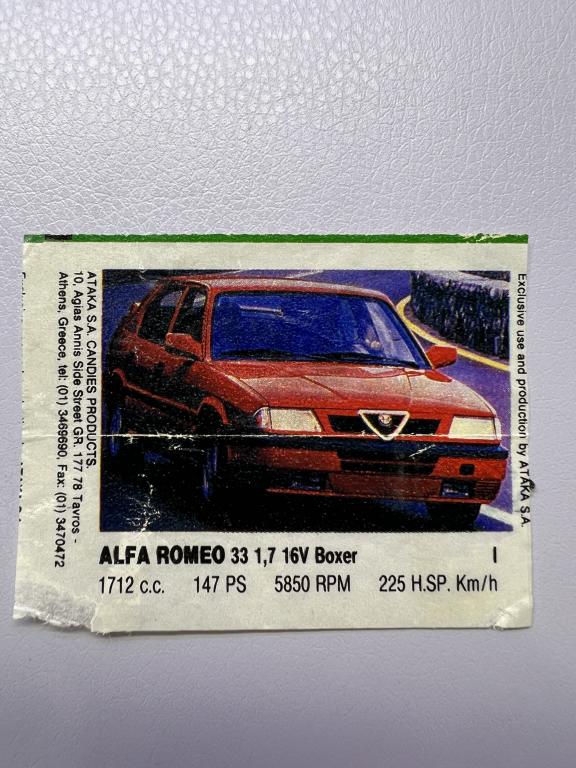 ATAKA S.A. CANDIES PRODUCTS.
10, Agias Annis Side Street GR. 177 78 Tavros -
Athens, Greece, tel: (01) 3469690, Fax: (01) 3470472
Exclusive use and production by ATAKA S.A.
ALFA ROMEO 33 1,7 16V Boxer I
1712 c.c. 147 PS 5850 RPM 225 H.SP. Km/h